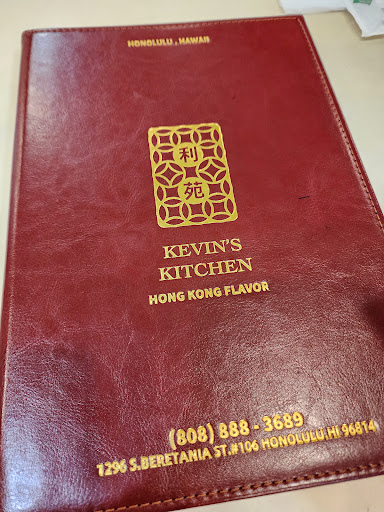 HONOLULU , HAWAII
利
苑
KEVIN'S
KITCHEN
HONG KONG FLAVOR
(808) 888 - 3689
1296 S.BERETANIA ST.#106 HONOLULU.HI 96814